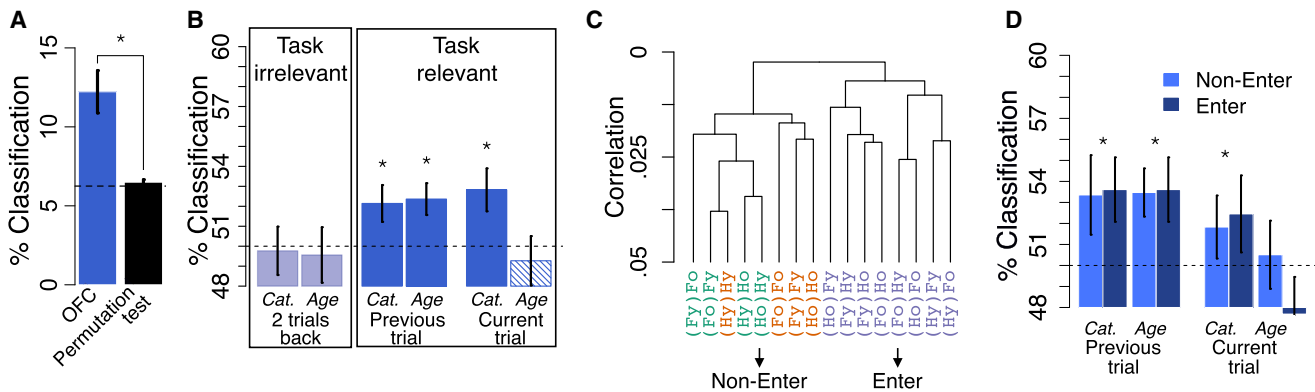 A
% Classification
15
10
5
0
*
OFC
Permutation
test
B
% Classification
60
57
54
51
48
Task
irrelevant
Task
relevant
*
*
*
Cat.
Age
2 trials
back
Cat.
Age
Previous
trial
Cat.
Age
Current
trial
C
Correlation
0
.025
.05
(Fy)Fo
(Fo)Fy
(Hy)Hy
(Hy)Ho
(Ho)Hy
(Fo)Fo
(Fy)Fy
(Ho)Ho
(Ho)Fy
(Fy)Hy
(Fy)Ho
(Fo)Ho
(Fo)Hy
(Ho)Fo
(Hy)Fy
(Hy)Fo
Non-Enter
Enter
D
% Classification
60
57
54
51
48
Non-Enter
Enter
*
*
*
Cat.
Age
Previous
trial
Cat.
Age
Current
trial